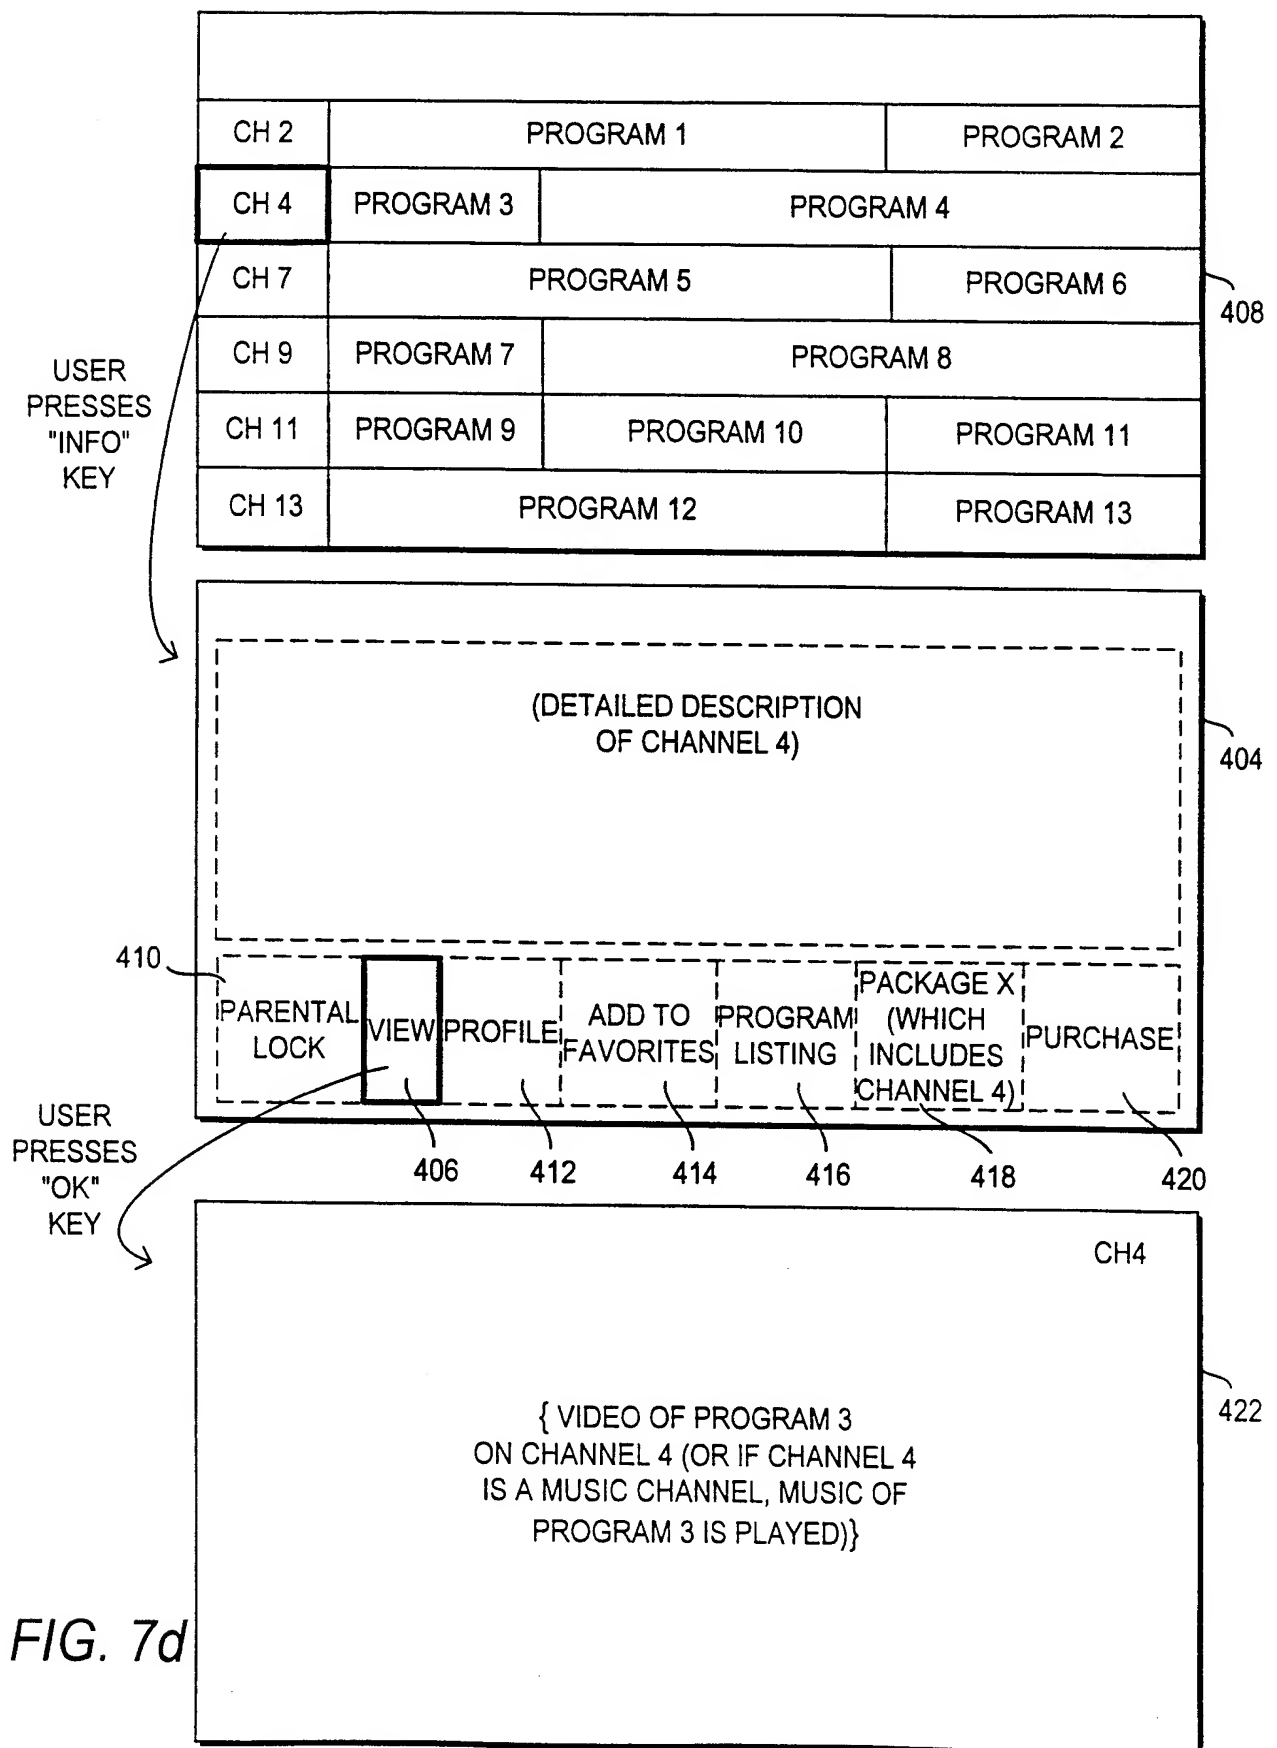 CH 2 PROGRAM 1 PROGRAM 2
CH 4 PROGRAM 3 PROGRAM 4
CH 7 PROGRAM 5 PROGRAM 6
408
CH 9 PROGRAM 7 PROGRAM 8
CH 11 PROGRAM 9 PROGRAM 10 PROGRAM 11
CH 13 PROGRAM 12 PROGRAM 13
USER
PRESSES
"INFO"
KEY
(DETAILED DESCRIPTION
OF CHANNEL 4)
404
410
PARENTAL
LOCK
VIEW
PROFILE
ADD TO
FAVORITES
PROGRAM
LISTING
PACKAGE X
(WHICH
INCLUDES
CHANNEL 4)
PURCHASE
406 412 414 416 418 420
USER
PRESSES
"OK"
KEY
CH4
422
{ VIDEO OF PROGRAM 3
ON CHANNEL 4 (OR IF CHANNEL 4
IS A MUSIC CHANNEL, MUSIC OF
PROGRAM 3 IS PLAYED)}
FIG. 7d